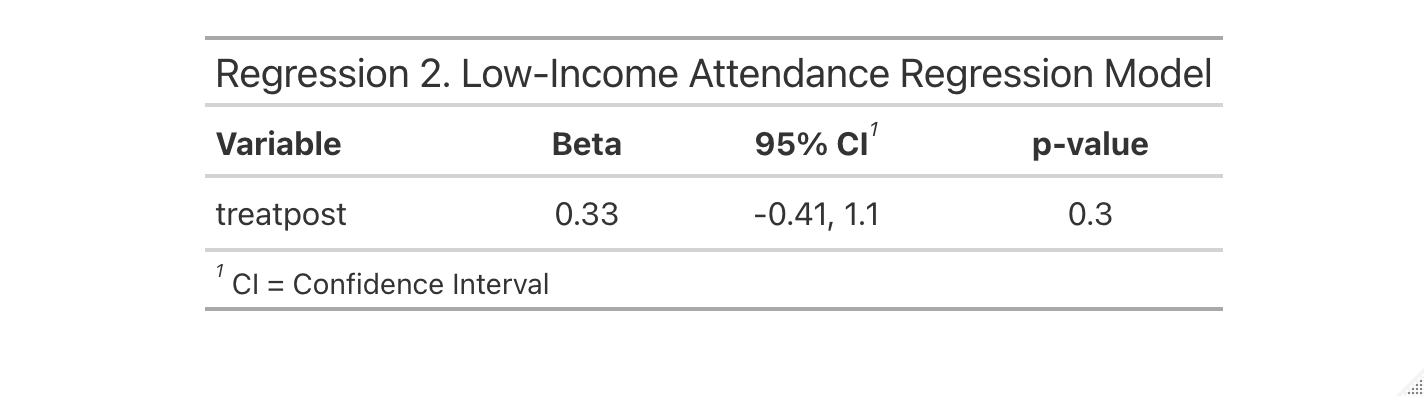 Regression 2. Low-Income Attendance Regression Model
Variable Beta 95% CI1 p-value
treatpost 0.33 -0.41, 1.1 0.3
1 CI = Confidence Interval